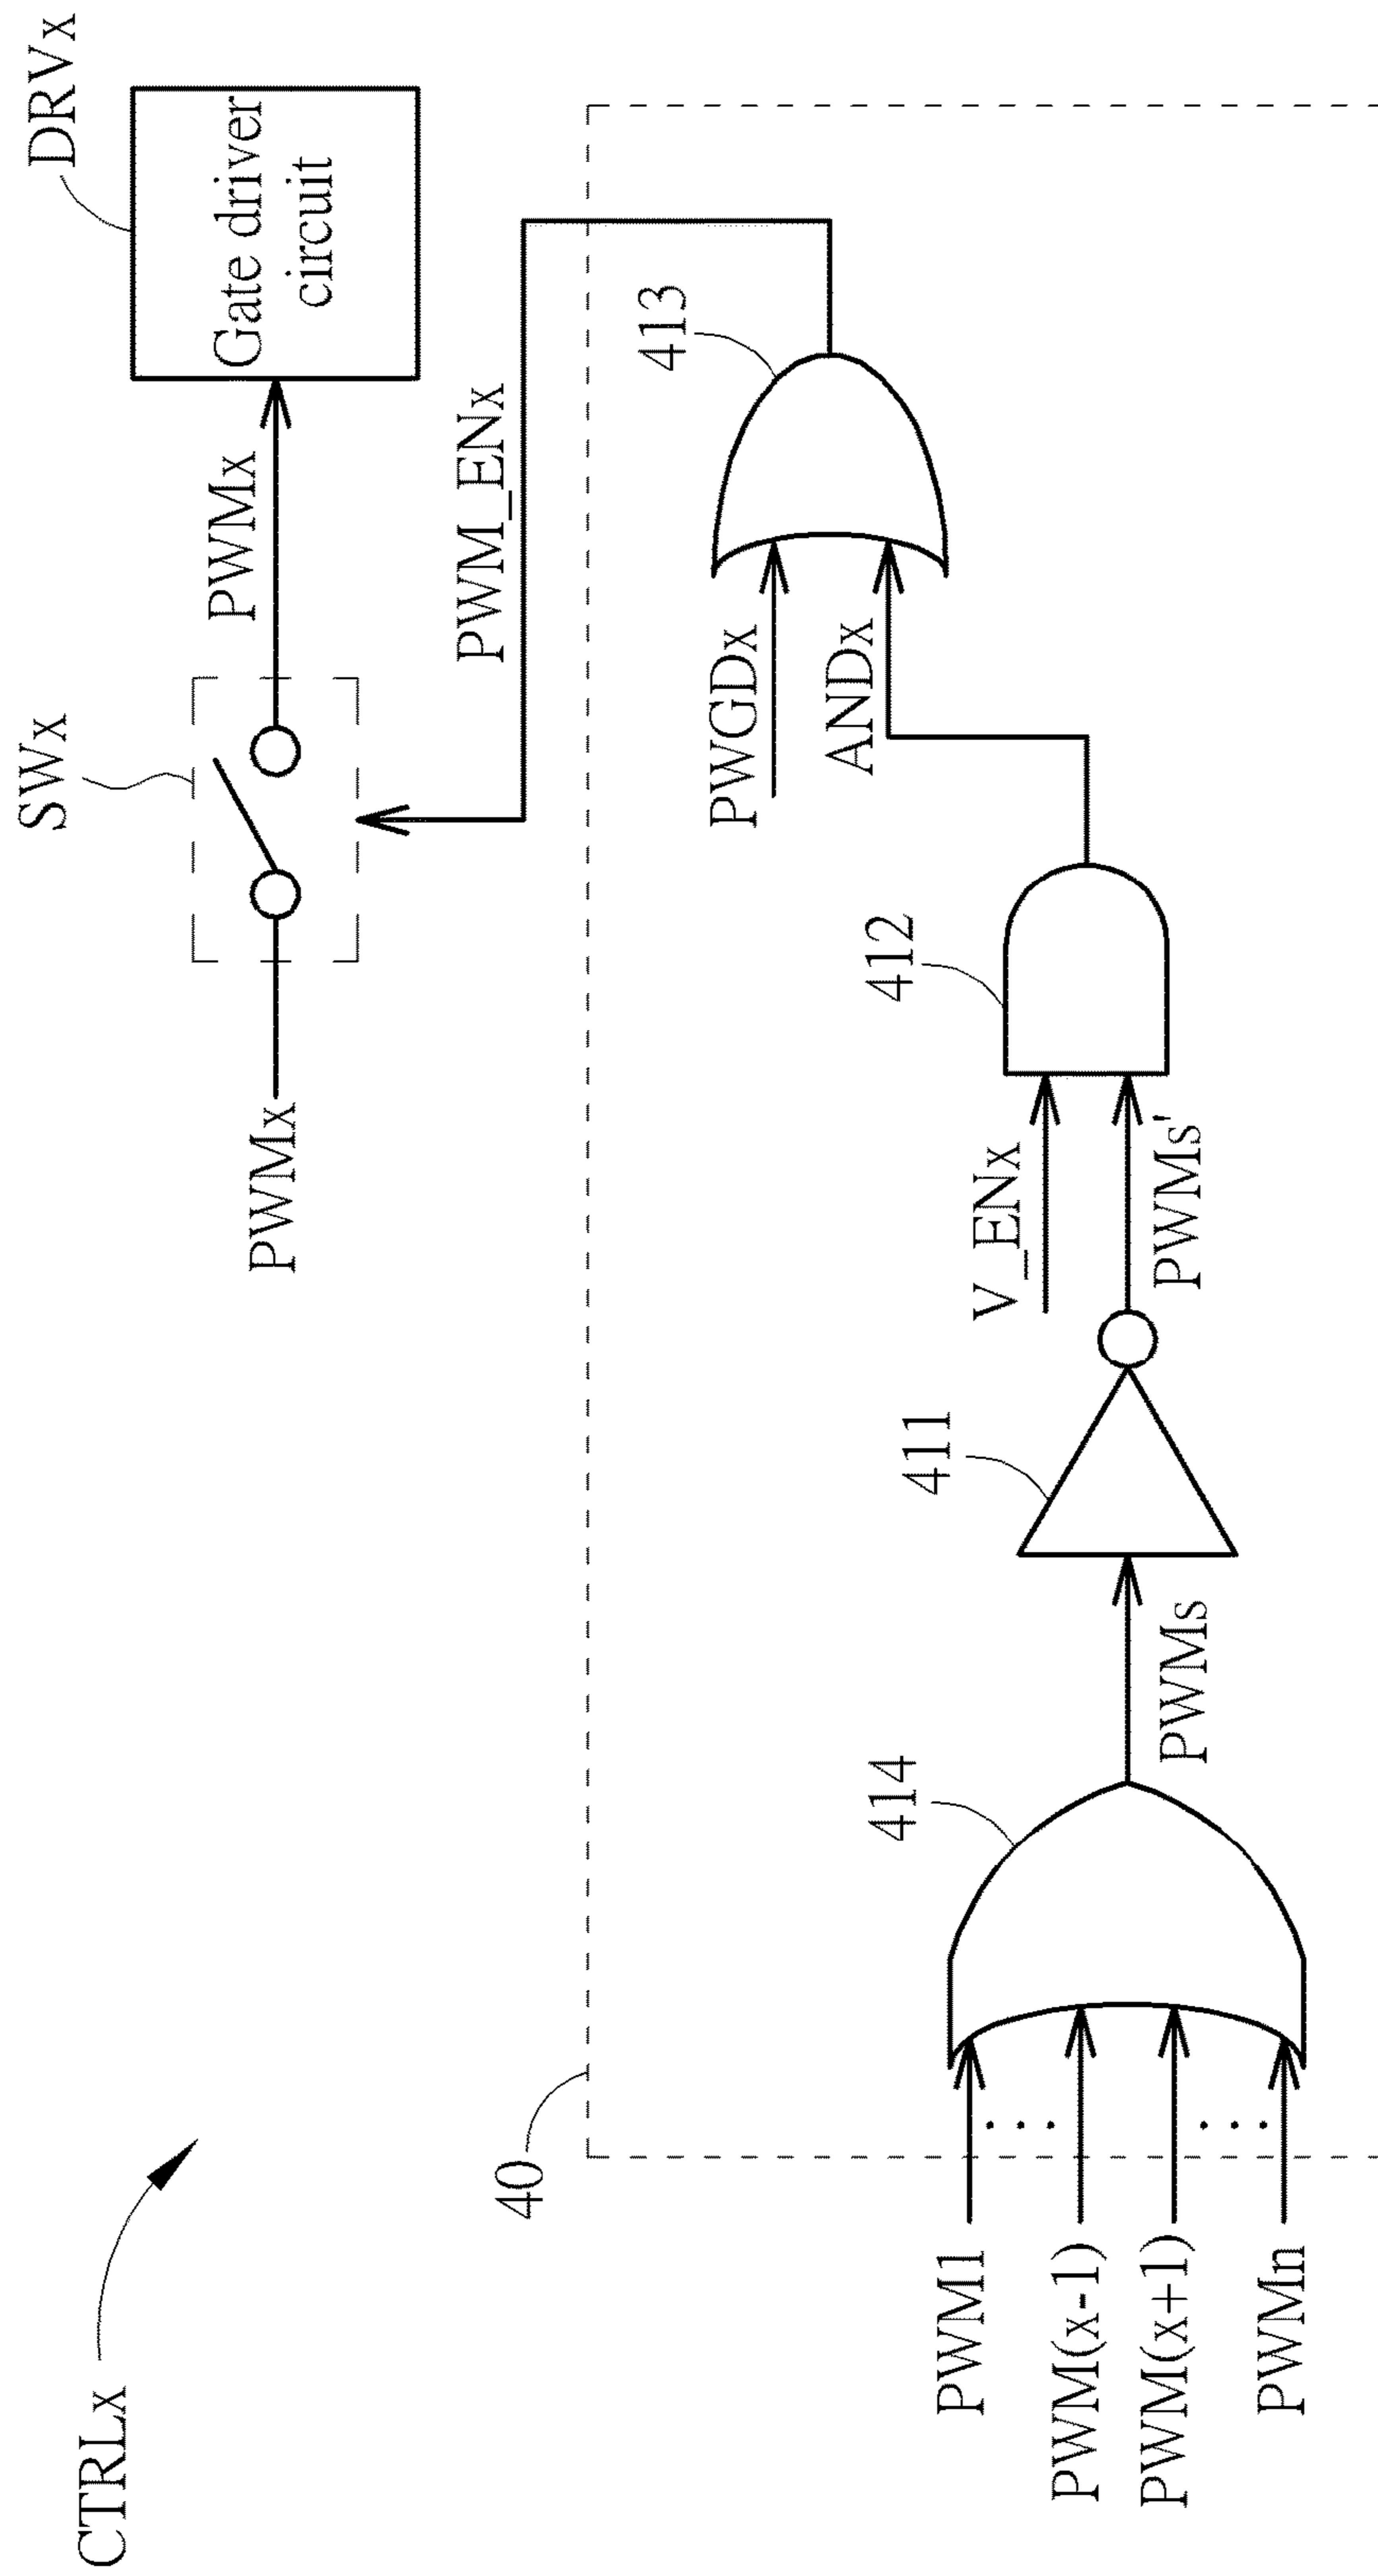 CTRLx
SWx
DRVx
PWMx
PWMx
Gate driver
circuit
PWM_ENx
40
413
PWGDx
ANDx
412
V_ENx
PWMs'
411
414
PWMs
PWM1
PWM(x-1)
PWM(x+1)
PWMn